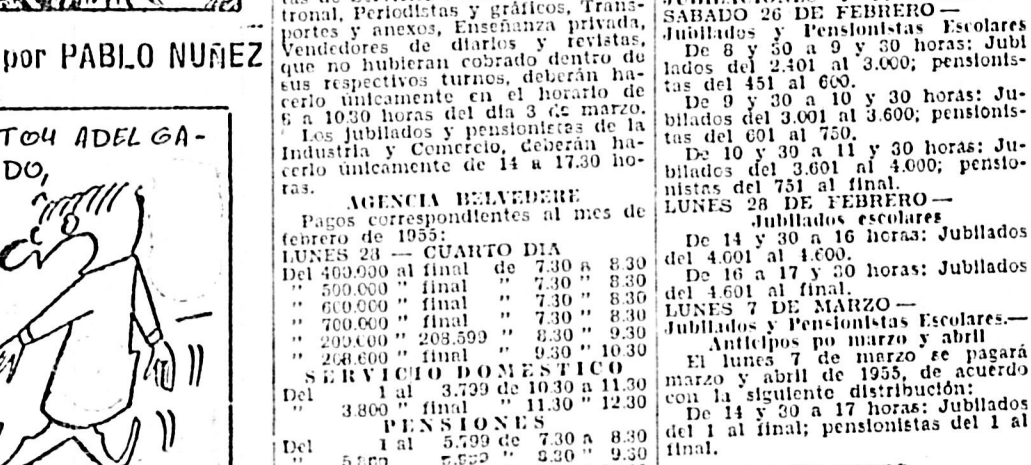 por PABLO NUÑEZ
TOY ADELGA-
DO,
tronal, Periodistas y gráficos, Trans-
portes y anexos, Enseñanza privada,
Vendedores de diarios y revistas,
que no hubieran cobrado dentro de
sus respectivos turnos, deberán ha-
cerlo únicamente en el horario de
8 a 10.30 horas del día 3 de marzo.
Los jubilados y pensionistas de la
Industria y Comercio, deberán ha-
cerlo únicamente de 14 a 17.30 ho-
ras.
AGENCIA BELVEDERE
Pagos correspondientes al mes de
febrero de 1955:
LUNES 28 — CUARTO DIA
Del 400.000 al final de 7.30 a 8.30
" 500.000 " final " 7.30 " 8.30
" 600.000 " final " 7.30 " 8.30
" 700.000 " final " 7.30 " 8.30
" 200.000 " 208.599 " 8.30 " 9.30
" 208.600 " final " 9.30 " 10.30
SERVICIO DOMESTICO
Del 1 al 3.799 de 10.30 a 11.30
" 3.800 " final " 11.30 " 12.30
PENSIONES
Del 1 al 5.799 de 7.30 a 8.30
" " 8.30 " 9.30
SABADO 26 DE FEBRERO —
Jubilados y Pensionistas Escolares
De 8 y 30 a 9 y 30 horas: Jubi
lados del 2.401 al 3.000; pensionis-
tas del 451 al 600.
De 9 y 30 a 10 y 30 horas: Ju-
bilados del 3.001 al 3.600; pensionis-
tas del 601 al 750.
De 10 y 30 a 11 y 30 horas: Ju-
bilados del 3.601 al 4.000; pensio-
nistas del 751 al final.
LUNES 28 DE FEBRERO —
Jubilados escolares
De 14 y 30 a 16 horas: Jubilados
del 4.001 al 4.600.
De 16 a 17 y 30 horas: Jubilados
del 4.601 al final.
LUNES 7 DE MARZO —
Jubilados y Pensionistas Escolares.—
Anticipos po marzo y abril
El lunes 7 de marzo se pagará
marzo y abril de 1955, de acuerdo
con la siguiente distribución:
De 14 y 30 a 17 horas: Jubilados
del 1 al final; pensionistas del 1 al
final.